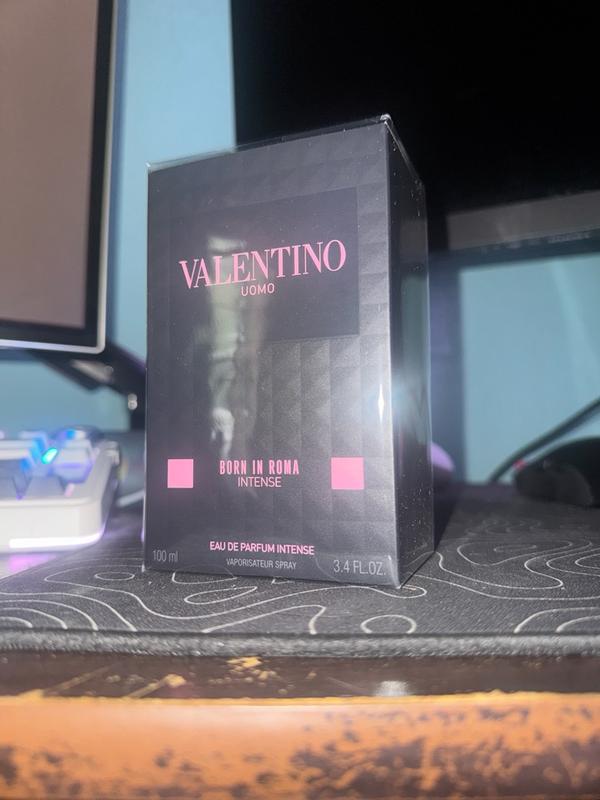 VALENTINO
UOMO
BORN IN ROMA
INTENSE
EAU DE PARFUM INTENSE
100 ml VAPORISATEUR SPRAY 3.4 FL.OZ.